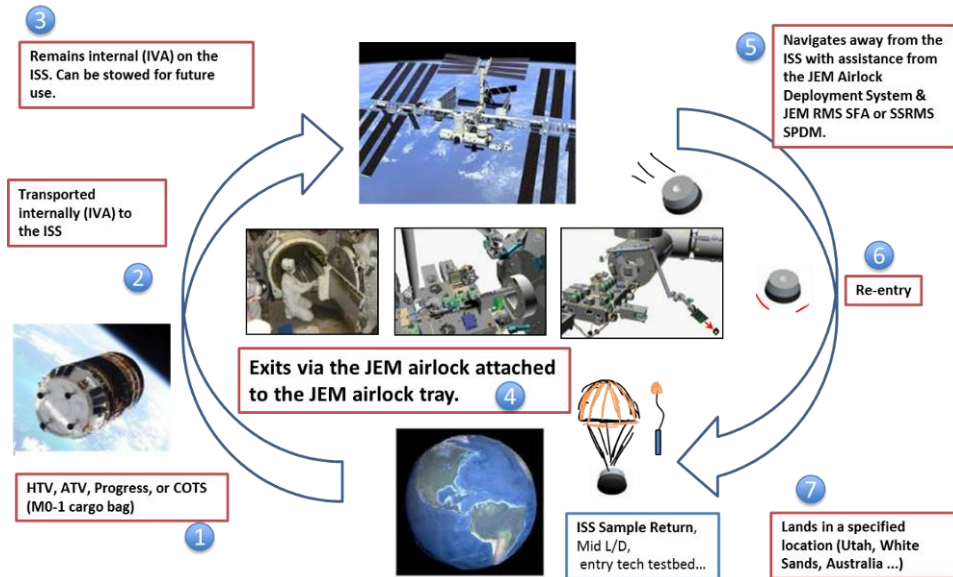 3
Remains internal (IVA) on the
ISS. Can be stowed for future
use.
5
Navigates away from the
ISS with assistance from
the JEM Airlock
Deployment System &
JEM RMS SFA or SSRMS
SPDM.
Transported
internally (IVA) to
the ISS
2
6
Re-entry
Exits via the JEM airlock attached
to the JEM airlock tray.
4
HTV, ATV, Progress, or COTS
(M0-1 cargo bag)
1
ISS Sample Return,
Mid L/D,
entry tech testbed...
7
Lands in a specified
location (Utah, White
Sands, Australia ...)